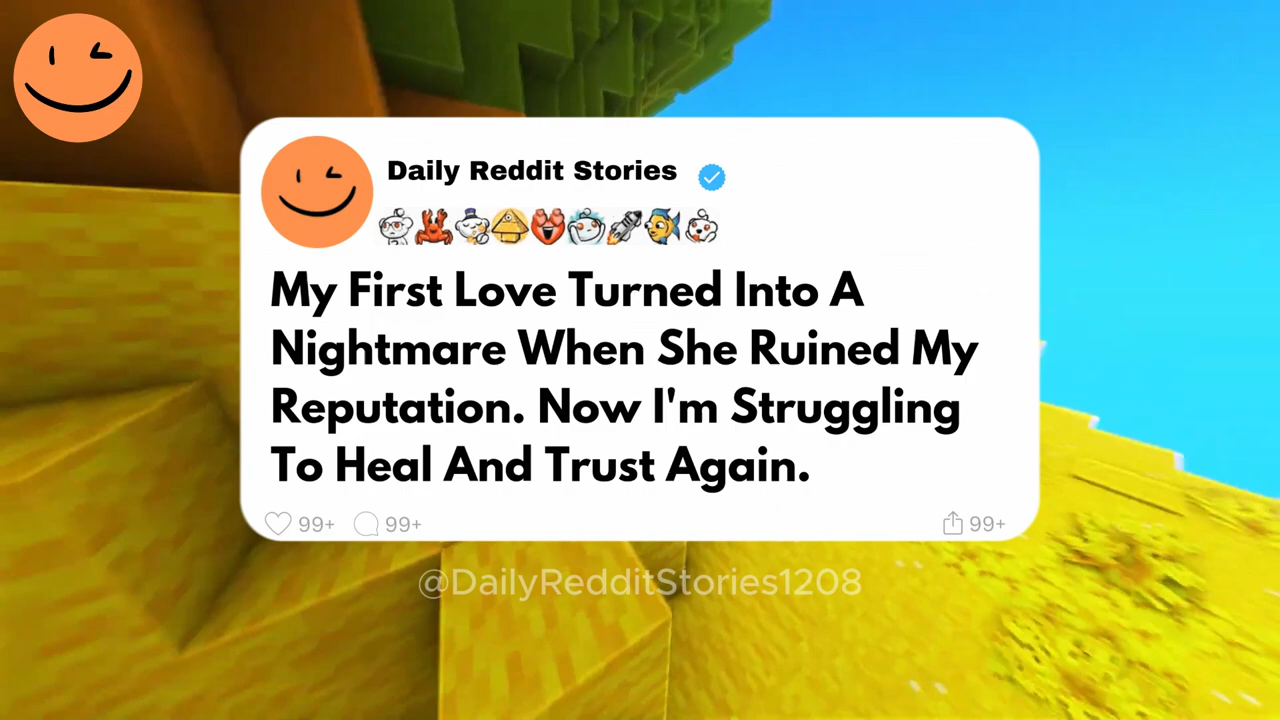 Daily Reddit Stories
My First Love Turned Into A
Nightmare When She Ruined My
Reputation. Now I'm Struggling
To Heal And Trust Again.
99+ 99+ 99+
@DailyRedditStories1208